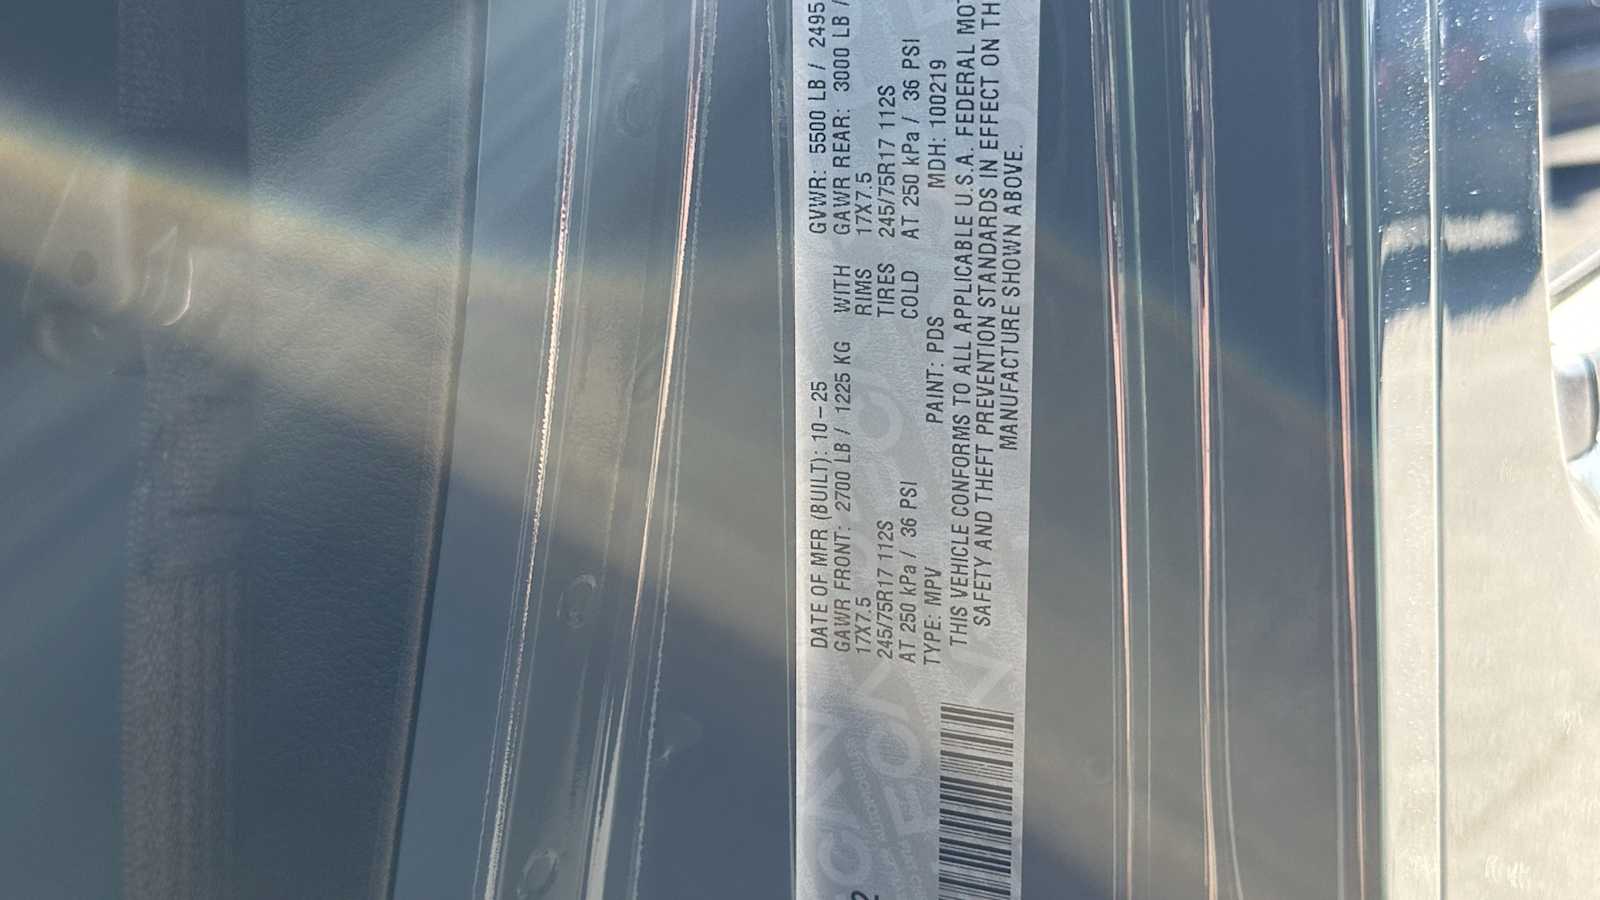 DATE OF MFR (BUILT): 10-25 GVWR: 5500 LB / 2495
GAWR FRONT: 2700 LB / 1225 KG WITH GAWR REAR: 3000 LB /
17X7.5 RIMS 17X7.5
245/75R17 112S TIRES 245/75R17 112S
AT 250 kPa / 36 PSI COLD AT 250 kPa / 36 PSI
TYPE: MPV PAINT: PDS MDH: 100219
THIS VEHICLE CONFORMS TO ALL APPLICABLE U.S.A. FEDERAL MOT
SAFETY AND THEFT PREVENTION STANDARDS IN EFFECT ON TH
MANUFACTURE SHOWN ABOVE.
2